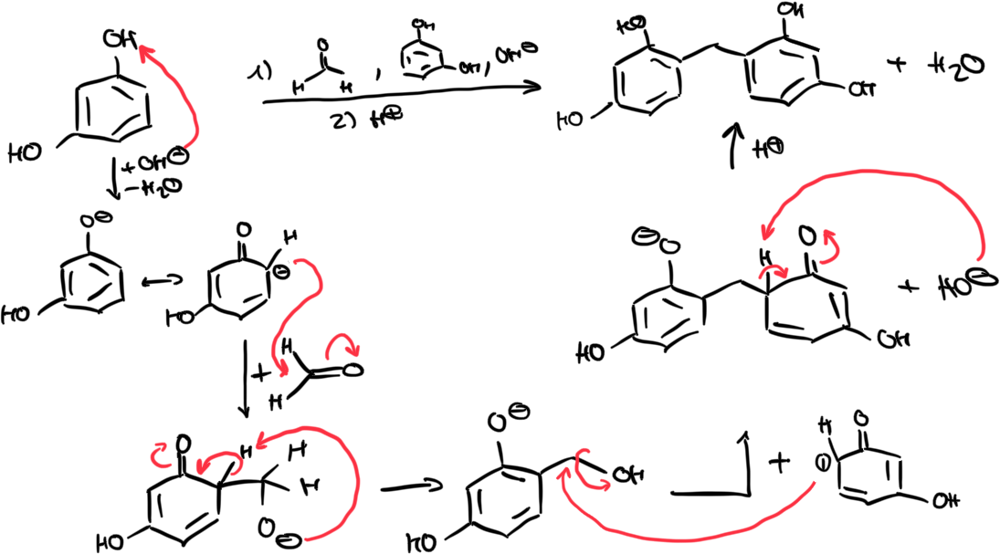 OH
HO
+ OH⊖
− H₂O
1) O H H , OH OH , OH⊖
2) H⊕
HO OH
HO OH
+ H₂O
H⊕
O⊖
HO
↔
O H ⊖
HO
+ H H O
⊖O H O
HO OH
+ HO⊖
O H H H
O⊖
HO
O⊖
OH
HO
+
H O
⊖
OH